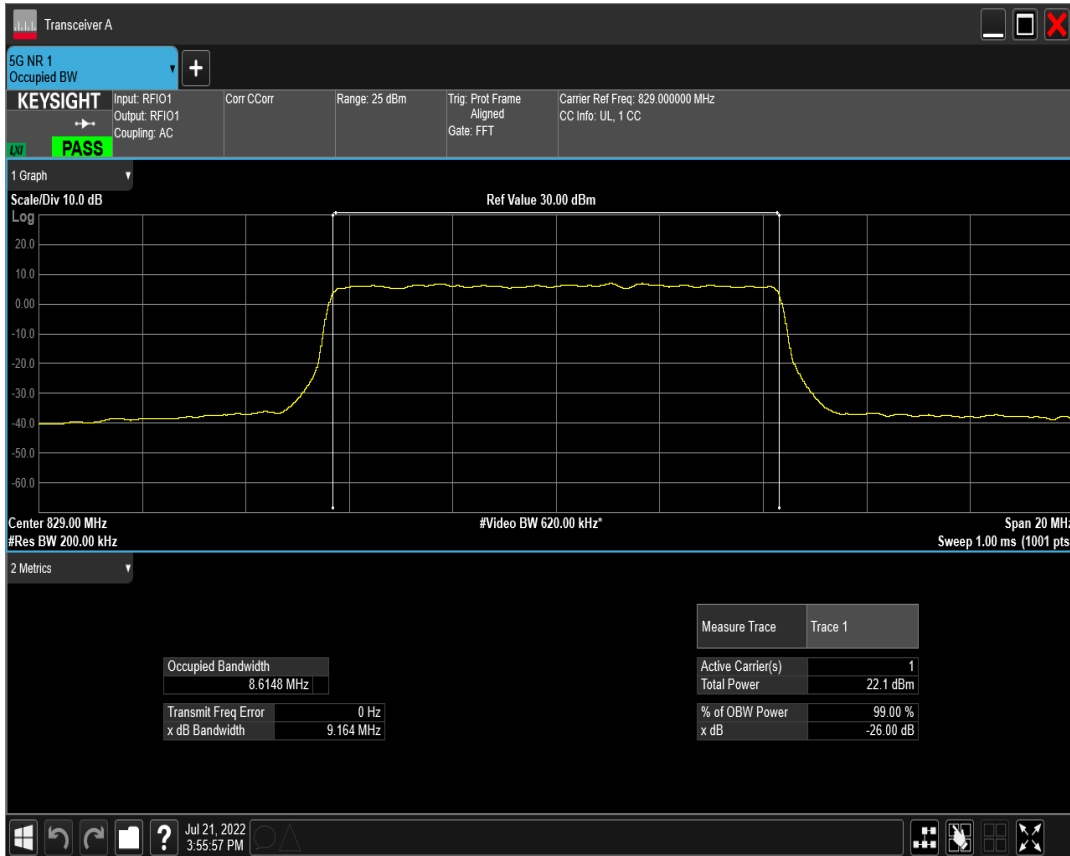 Transceiver A
5G NR 1
Occupied BW
KEYSIGHT
LXI
PASS
Input: RFIO1
Output: RFIO1
Coupling: AC
Corr CCorr
Range: 25 dBm
Trig: Prot Frame
Aligned
Gate: FFT
Carrier Ref Freq: 829.000000 MHz
CC Info: UL, 1 CC
1 Graph
Scale/Div 10.0 dB
Ref Value 30.00 dBm
Log
20.0
10.0
0.00
-10.0
-20.0
-30.0
-40.0
-50.0
-60.0
Center 829.00 MHz
#Video BW 620.00 kHz*
Span 20 MHz
#Res BW 200.00 kHz
Sweep 1.00 ms (1001 pts
2 Metrics
Measure Trace Trace 1
Occupied Bandwidth
8.6148 MHz
Active Carrier(s) 1
Total Power 22.1 dBm
Transmit Freq Error 0 Hz
x dB Bandwidth 9.164 MHz
% of OBW Power 99.00 %
x dB -26.00 dB
?
Jul 21, 2022
3:55:57 PM